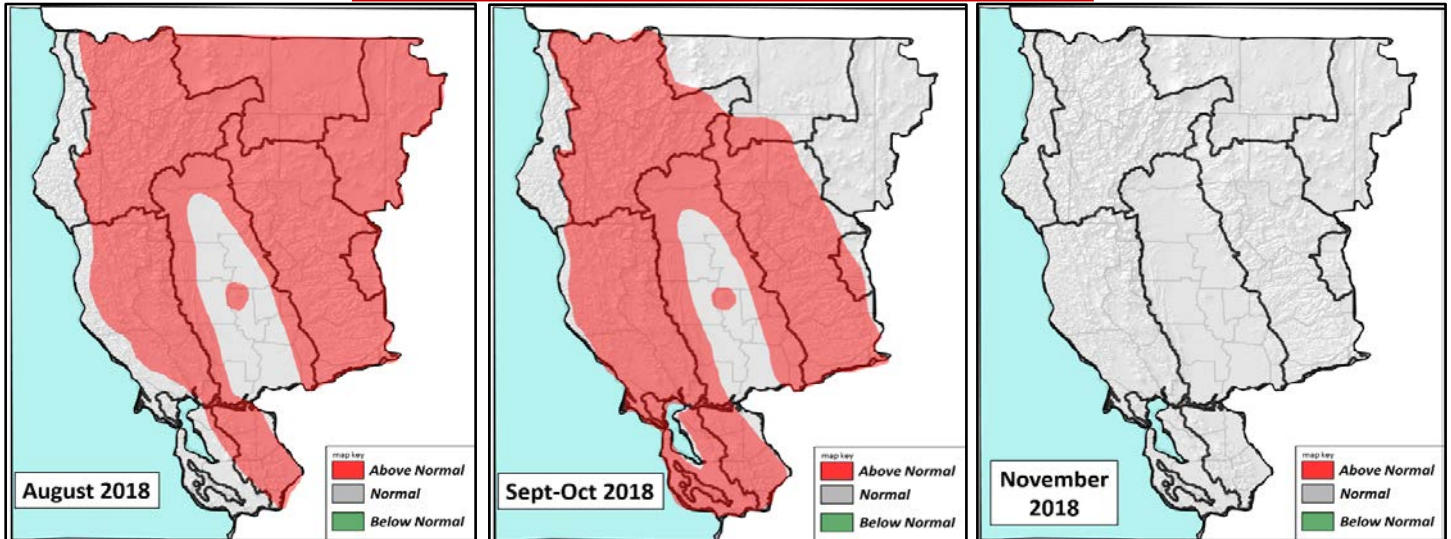 August 2018
map key
Above Normal
Normal
Below Normal
Sept-Oct 2018
map key
Above Normal
Normal
Below Normal
November
2018
map key
Above Normal
Normal
Below Normal